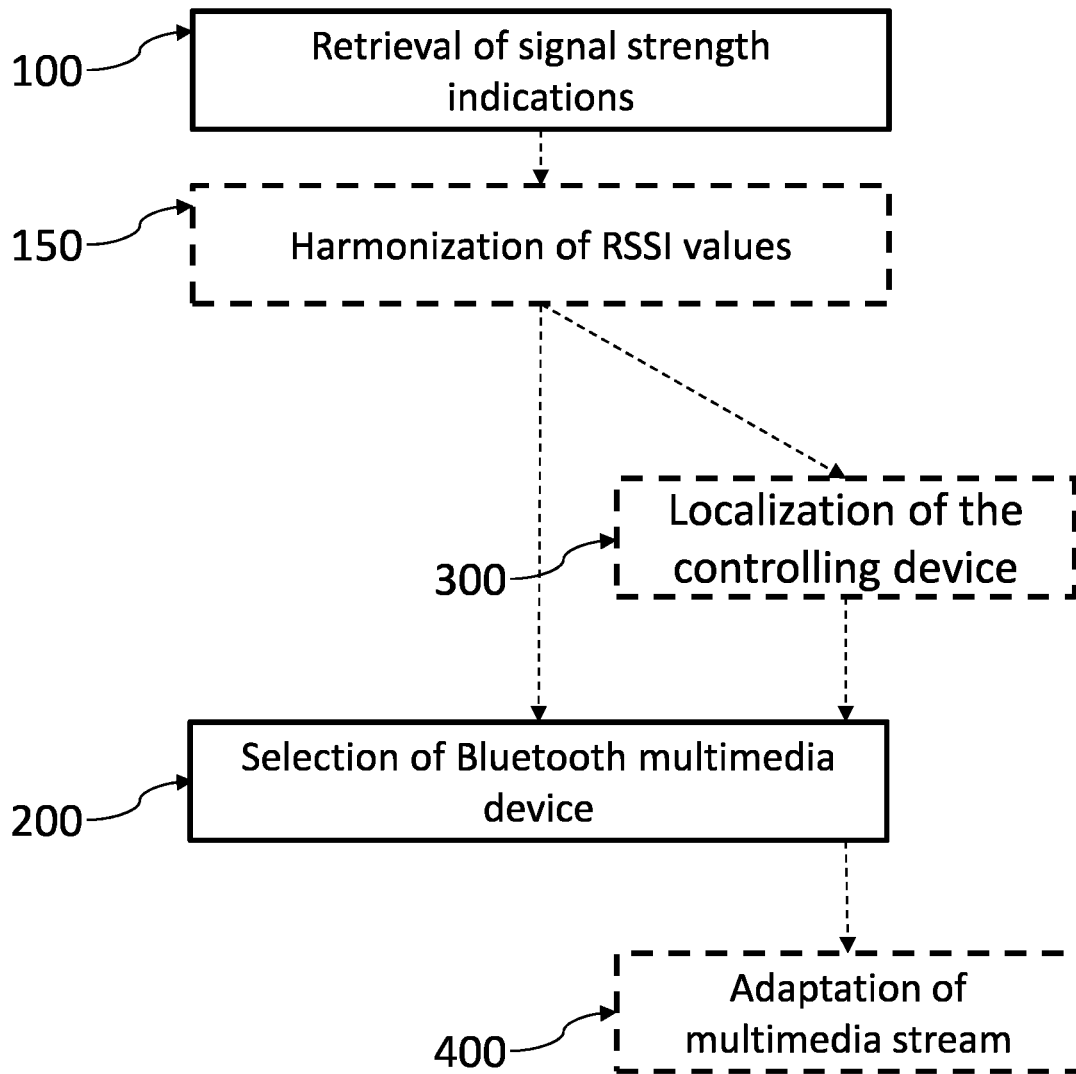 100
Retrieval of signal strength
indications
150
Harmonization of RSSI values
300
Localization of the
controlling device
200
Selection of Bluetooth multimedia
device
400
Adaptation of
multimedia stream